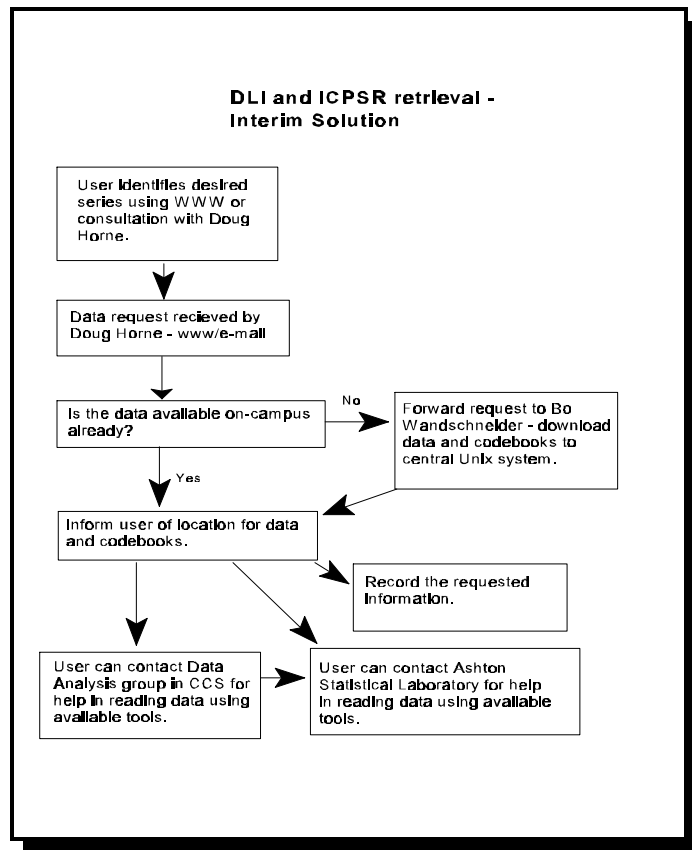 DLI and ICPSR retrieval -
Interim Solution
User identifies desired
series using WWW or
consultation with Doug
Horne.
Data request recieved by
Doug Horne - www/e-mail
Is the data available on-campus
already?
No
Forward request to Bo
Wandschneider - download
data and codebooks to
central Unix system.
Yes
Inform user of location for data
and codebooks.
Record the requested
Information.
User can contact Data
Analysis group in CCS for
help in reading data using
available tools.
User can contact Ashton
Statistical Laboratory for help
in reading data using available
tools.